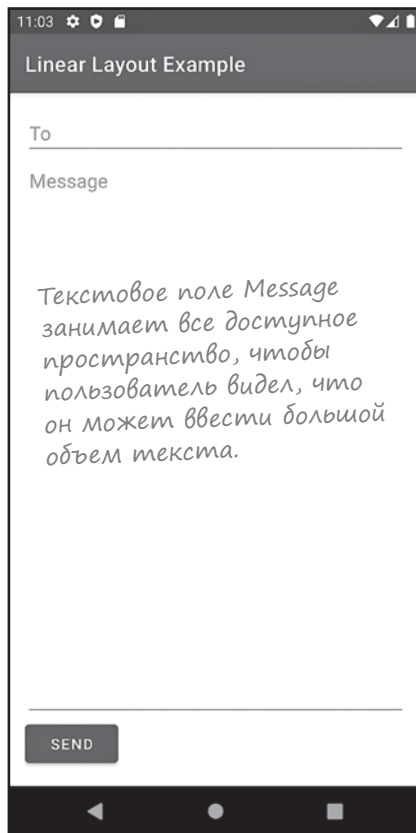 11:03
Linear Layout Example
To
Message
Текстовое поле Message
занимает все доступное
пространство, чтобы
пользователь видел, что
он может ввести большой
объем текста.
SEND